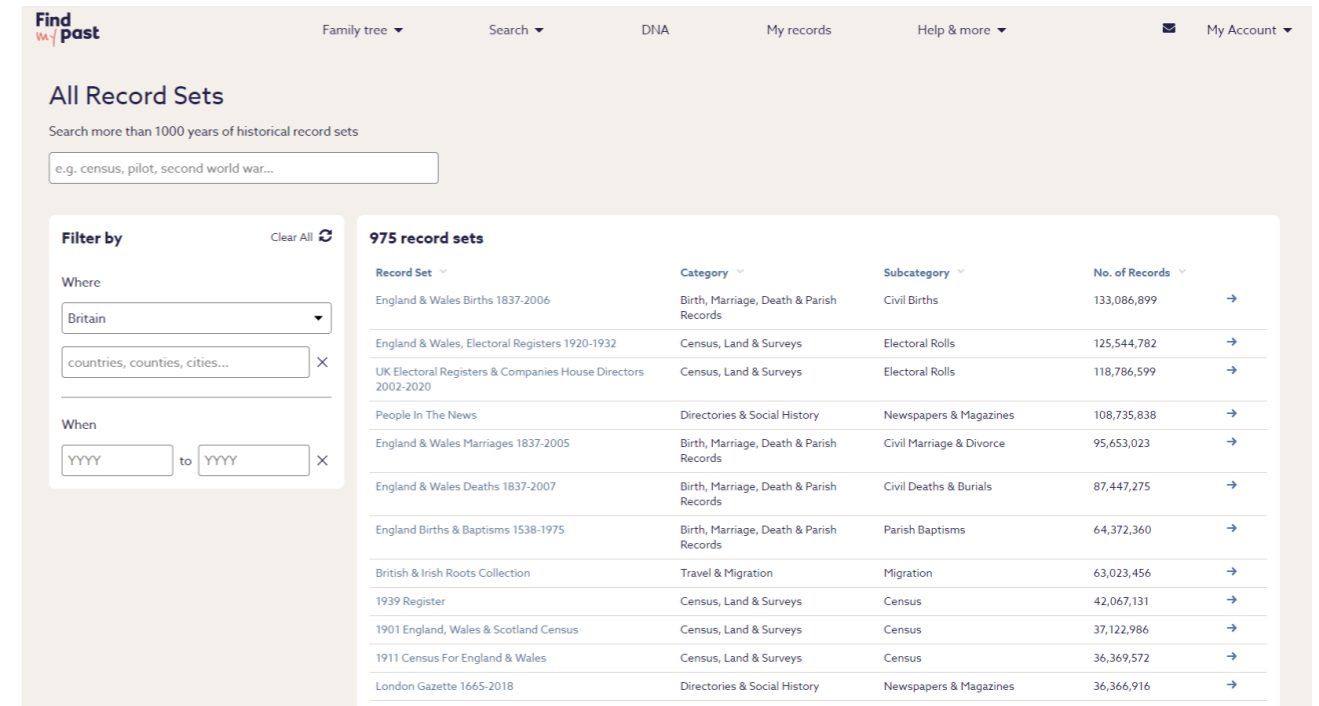 Find
my past
Family tree
Search
DNA
My records
Help & more
My Account
All Record Sets
Search more than 1000 years of historical record sets
e.g. census, pilot, second world war...
Filter by
Clear All
Where
Britain
countries, counties, cities...
When
YYYY to YYYY
975 record sets
Record Set Category Subcategory No. of Records
England & Wales Births 1837-2006 Birth, Marriage, Death & Parish Civil Births 133,086,899
Records
England & Wales, Electoral Registers 1920-1932 Census, Land & Surveys Electoral Rolls 125,544,782
UK Electoral Registers & Companies House Directors Census, Land & Surveys Electoral Rolls 118,786,599
2002-2020
People In The News Directories & Social History Newspapers & Magazines 108,735,838
England & Wales Marriages 1837-2005 Birth, Marriage, Death & Parish Civil Marriage & Divorce 95,653,023
Records
England & Wales Deaths 1837-2007 Birth, Marriage, Death & Parish Civil Deaths & Burials 87,447,275
Records
England Births & Baptisms 1538-1975 Birth, Marriage, Death & Parish Parish Baptisms 64,372,360
Records
British & Irish Roots Collection Travel & Migration Migration 63,023,456
1939 Register Census, Land & Surveys Census 42,067,131
1901 England, Wales & Scotland Census Census, Land & Surveys Census 37,122,986
1911 Census For England & Wales Census, Land & Surveys Census 36,369,572
London Gazette 1665-2018 Directories & Social History Newspapers & Magazines 36,366,916